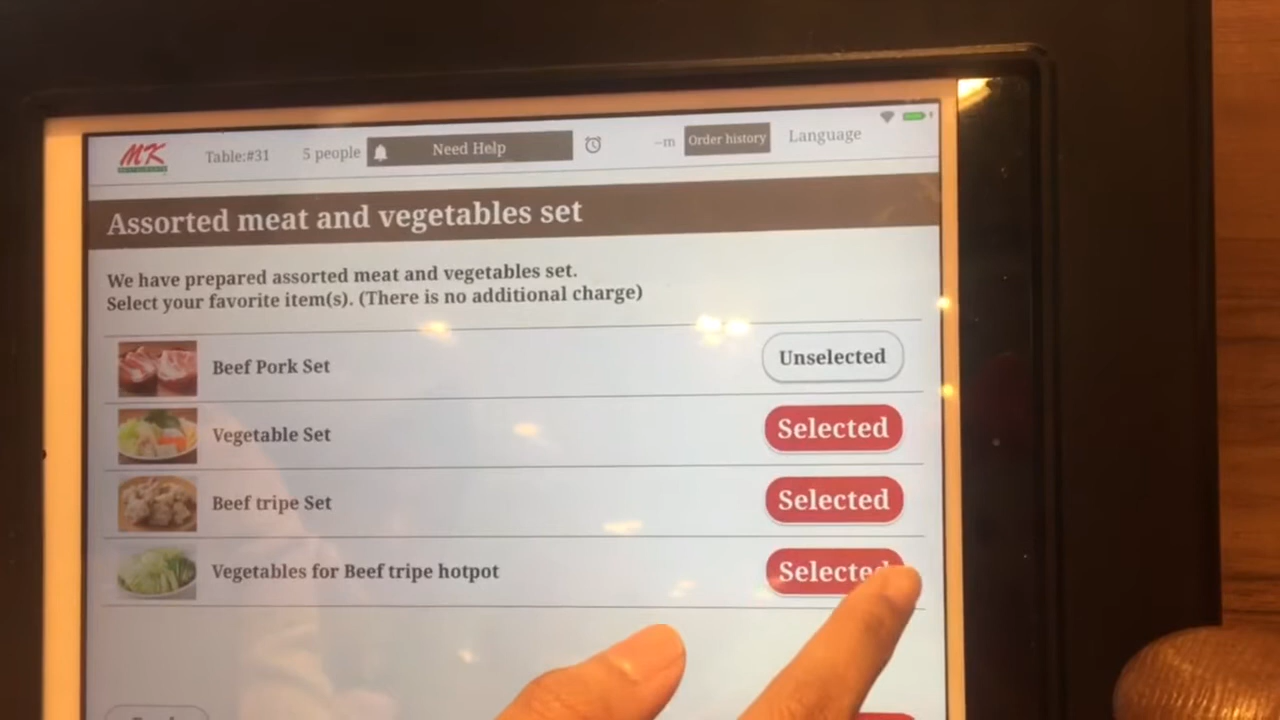 MK
RESTAURANTS
Table:#31
5 people
Need Help
--m
Order history
Language
Assorted meat and vegetables set
We have prepared assorted meat and vegetables set.
Select your favorite item(s). (There is no additional charge)
Beef Pork Set
Unselected
Vegetable Set
Selected
Beef tripe Set
Selected
Vegetables for Beef tripe hotpot
Selected